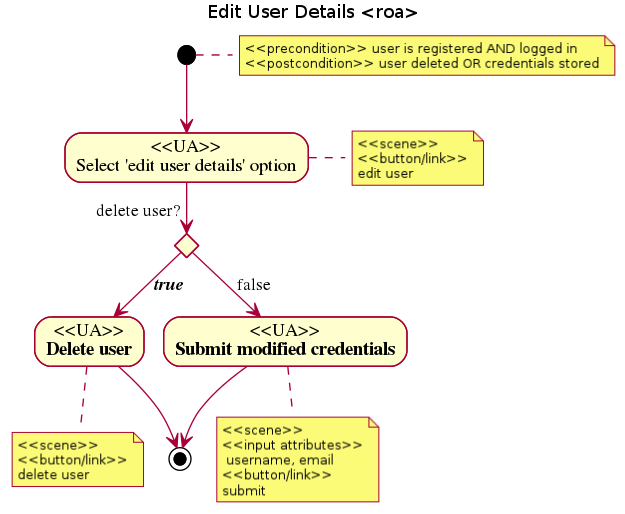 Edit User Details <roa>
<<precondition>> user is registered AND logged in
<<postcondition>> user deleted OR credentials stored
<<UA>>
Select 'edit user details' option
<<scene>>
<<button/link>>
edit user
delete user?
true
false
<<UA>>
Delete user
<<UA>>
Submit modified credentials
<<scene>>
<<button/link>>
delete user
<<scene>>
<<input attributes>>
username, email
<<button/link>>
submit